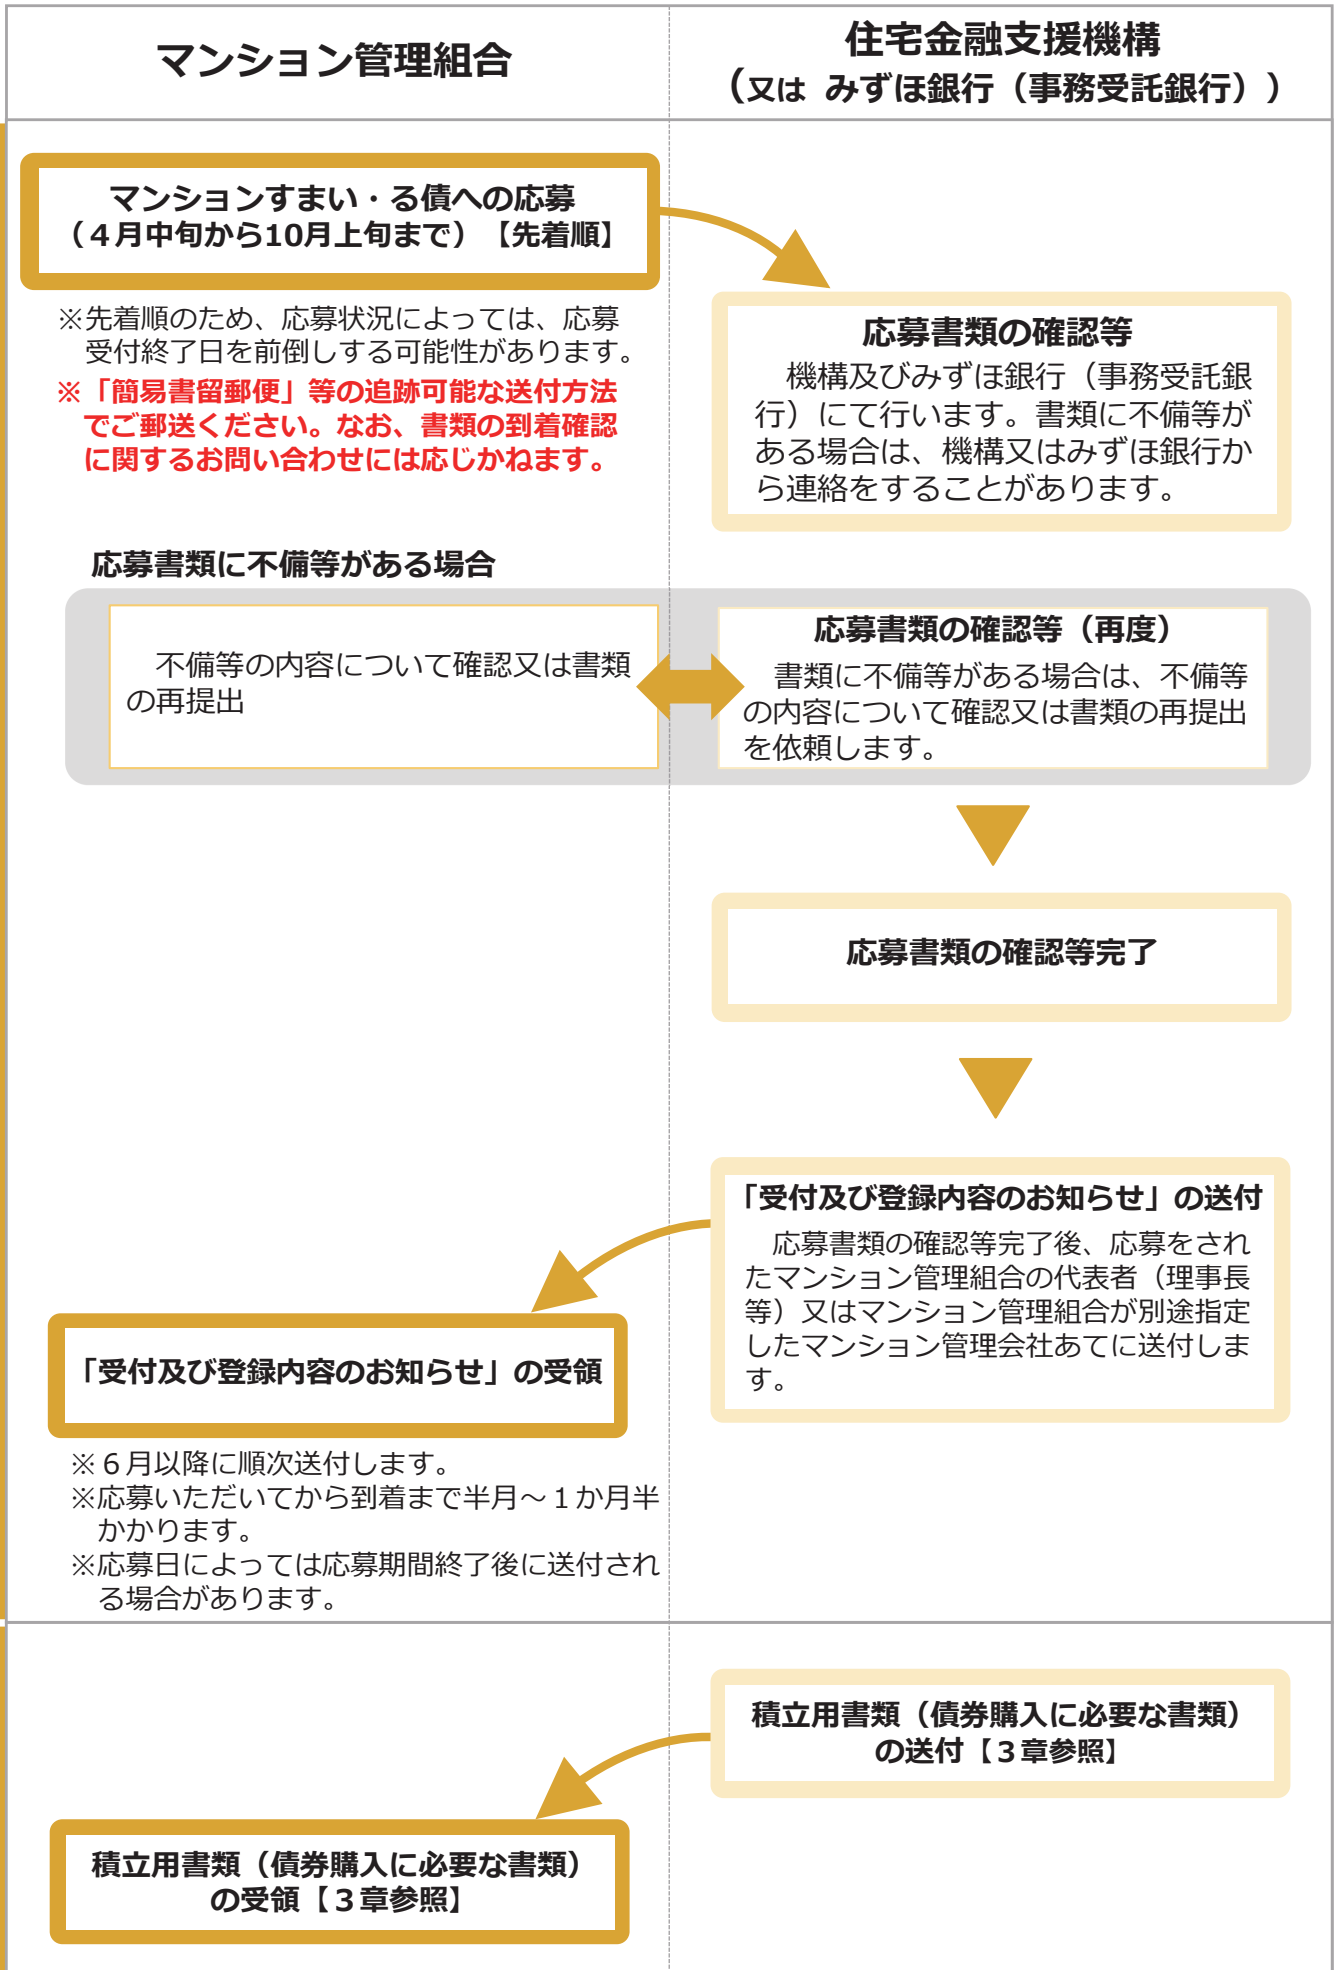 マンション管理組合
住宅金融支援機構
（又は みずほ銀行（事務受託銀行））
マンションすまい・る債への応募
（４月中旬から10月上旬まで）【先着順】
※先着順のため、応募状況によっては、応募
受付終了日を前倒しする可能性があります。
※「簡易書留郵便」等の追跡可能な送付方法
でご郵送ください。なお、書類の到着確認
に関するお問い合わせには応じかねます。
応募書類の確認等
機構及びみずほ銀行（事務受託銀
行）にて行います。書類に不備等が
ある場合は、機構又はみずほ銀行か
ら連絡をすることがあります。
応募書類に不備等がある場合
不備等の内容について確認又は書類
の再提出
応募書類の確認等（再度）
書類に不備等がある場合は、不備等
の内容について確認又は書類の再提出
を依頼します。
応募書類の確認等完了
「受付及び登録内容のお知らせ」の送付
応募書類の確認等完了後、応募をされ
たマンション管理組合の代表者（理事長
等）又はマンション管理組合が別途指定
したマンション管理会社あてに送付しま
す。
「受付及び登録内容のお知らせ」の受領
※６月以降に順次送付します。
※応募いただいてから到着まで半月～１か月半
かかります。
※応募日によっては応募期間終了後に送付され
る場合があります。
積立用書類（債券購入に必要な書類）
の送付【３章参照】
積立用書類（債券購入に必要な書類）
の受領【３章参照】